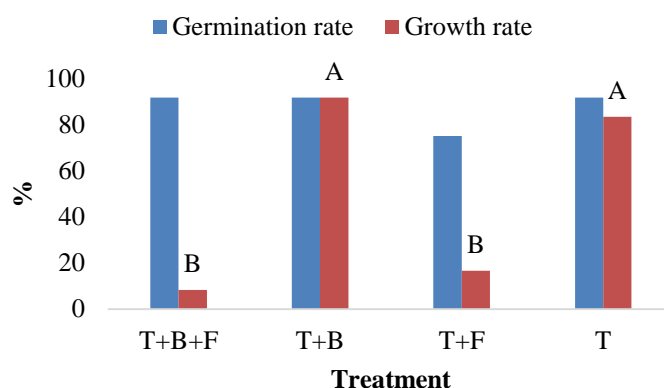 Germination rate Growth rate
100
80
60
40
20
0
%
B
A
B
A
T+B+F T+B T+F T
Treatment